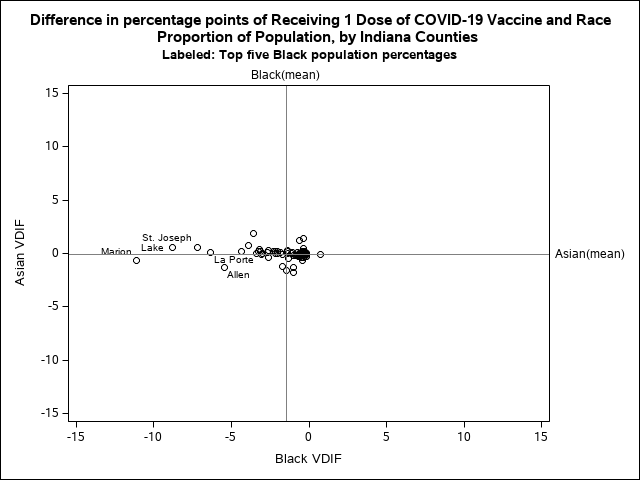 Difference in percentage points of Receiving 1 Dose of COVID-19 Vaccine and Race
Proportion of Population, by Indiana Counties
Labeled: Top five Black population percentages
Black(mean)
15
10
5
0
-5
-10
-15
Asian VDIF
St. Joseph
Lake
Marion
La Porte
Allen
Asian(mean)
-15
-10
-5
0
5
10
15
Black VDIF